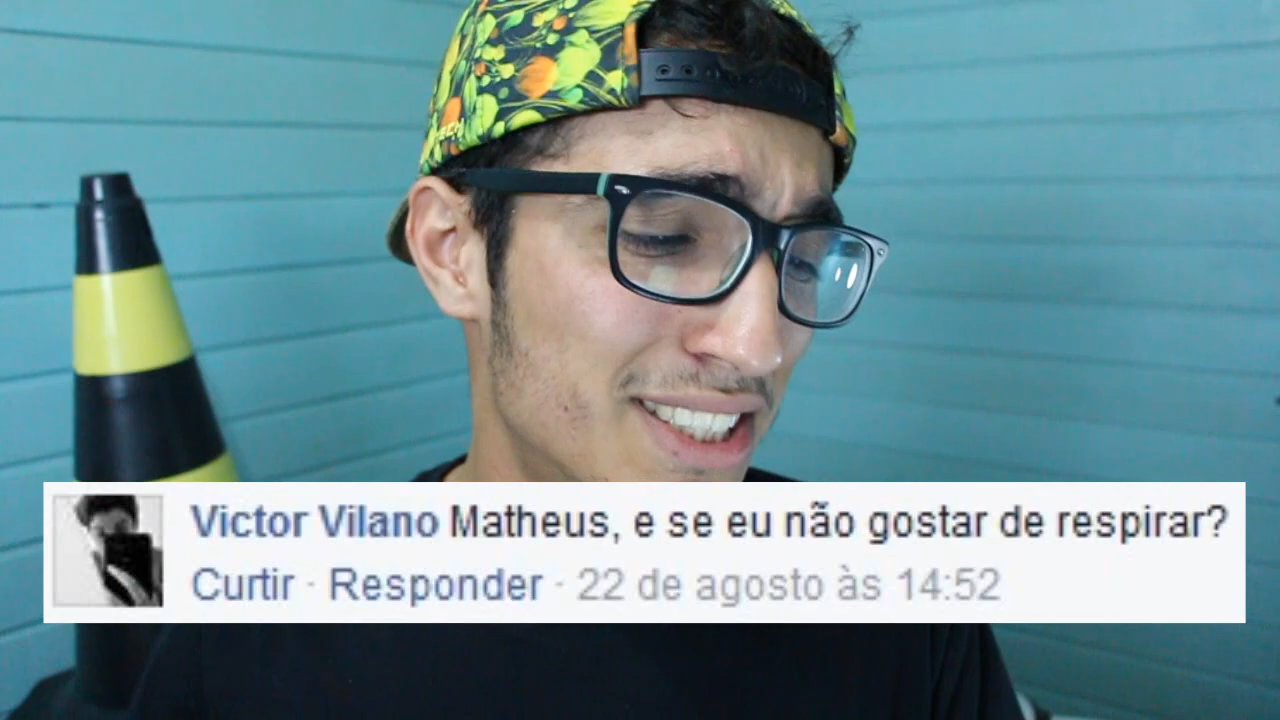 Victor Vilano Matheus, e se eu não gostar de respirar?
Curtir · Responder · 22 de agosto às 14:52